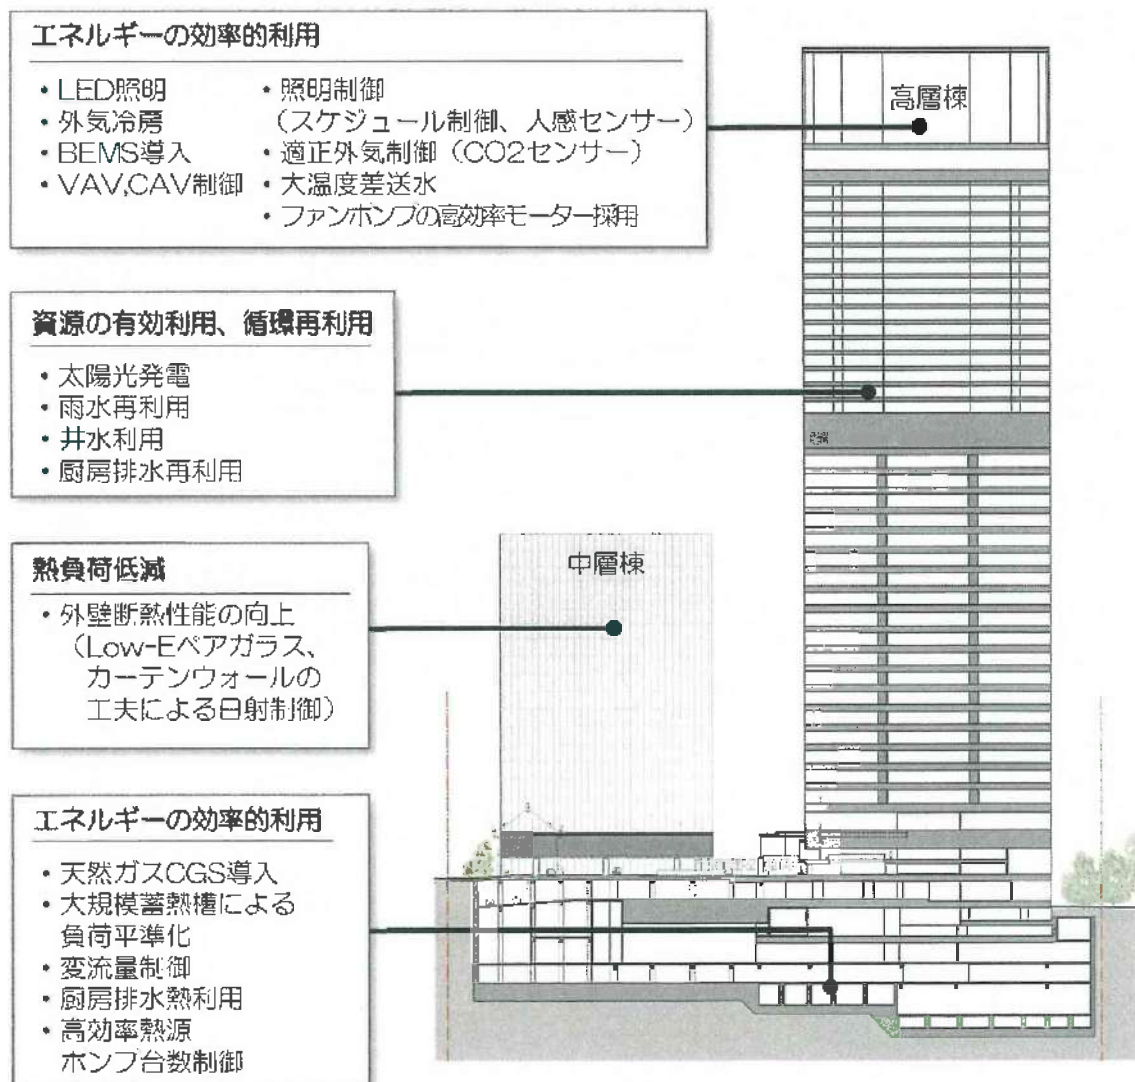 エネルギーの効率的利用
・LED照明
・外気冷房
・BEMS導入
・VAV,CAV制御
・照明制御
（スケジュール制御、人感センサー）
・適正外気制御（CO2センサー）
・大温度差送水
・ファンポンプの高効率モーター採用
高層棟
資源の有効利用、循環再利用
・太陽光発電
・雨水再利用
・井水利用
・厨房排水再利用
熱負荷低減
・外壁断熱性能の向上
（Low-Eペアガラス、
カーテンウォールの
工夫による日射制御）
中層棟
エネルギーの効率的利用
・天然ガスCGS導入
・大規模蓄熱槽による
負荷平準化
・変流量制御
・厨房排水熱利用
・高効率熱源
ポンプ台数制御